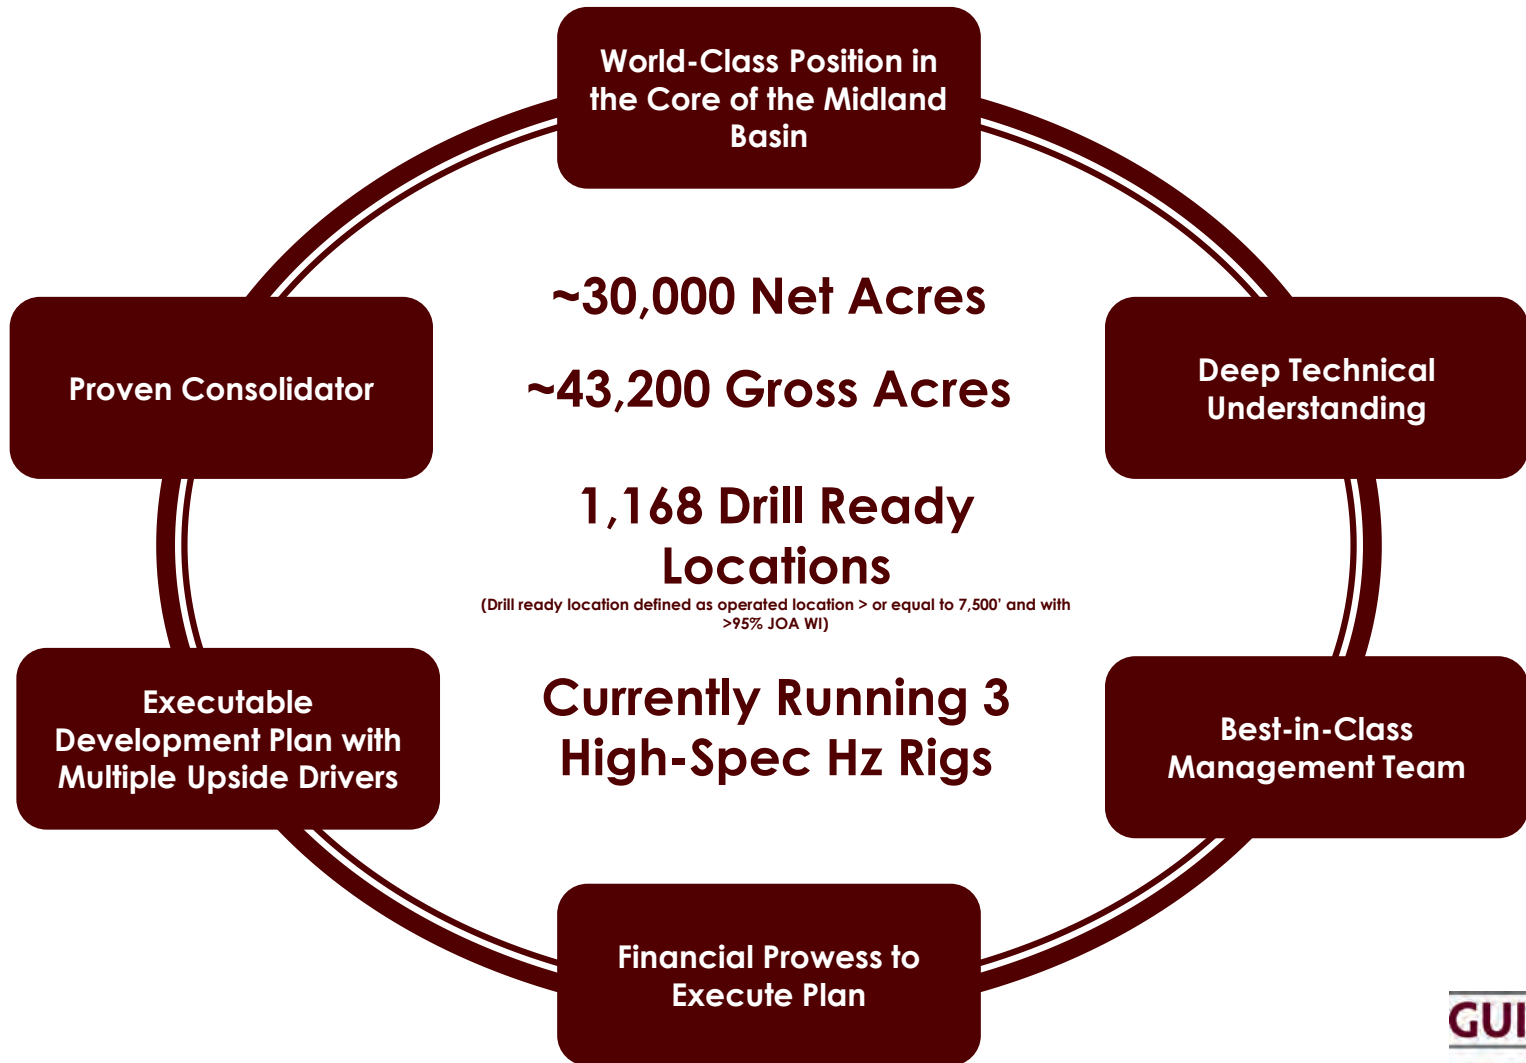 World-Class Position in
the Core of the Midland
Basin
~30,000 Net Acres
~43,200 Gross Acres
Proven Consolidator
Deep Technical
Understanding
1,168 Drill Ready
Locations
(Drill ready location defined as operated location > or equal to 7,500’ and with
>95% JOA WI)
Executable
Development Plan with
Multiple Upside Drivers
Currently Running 3
High-Spec Hz Rigs
Best-in-Class
Management Team
Financial Prowess to
Execute Plan
GUI